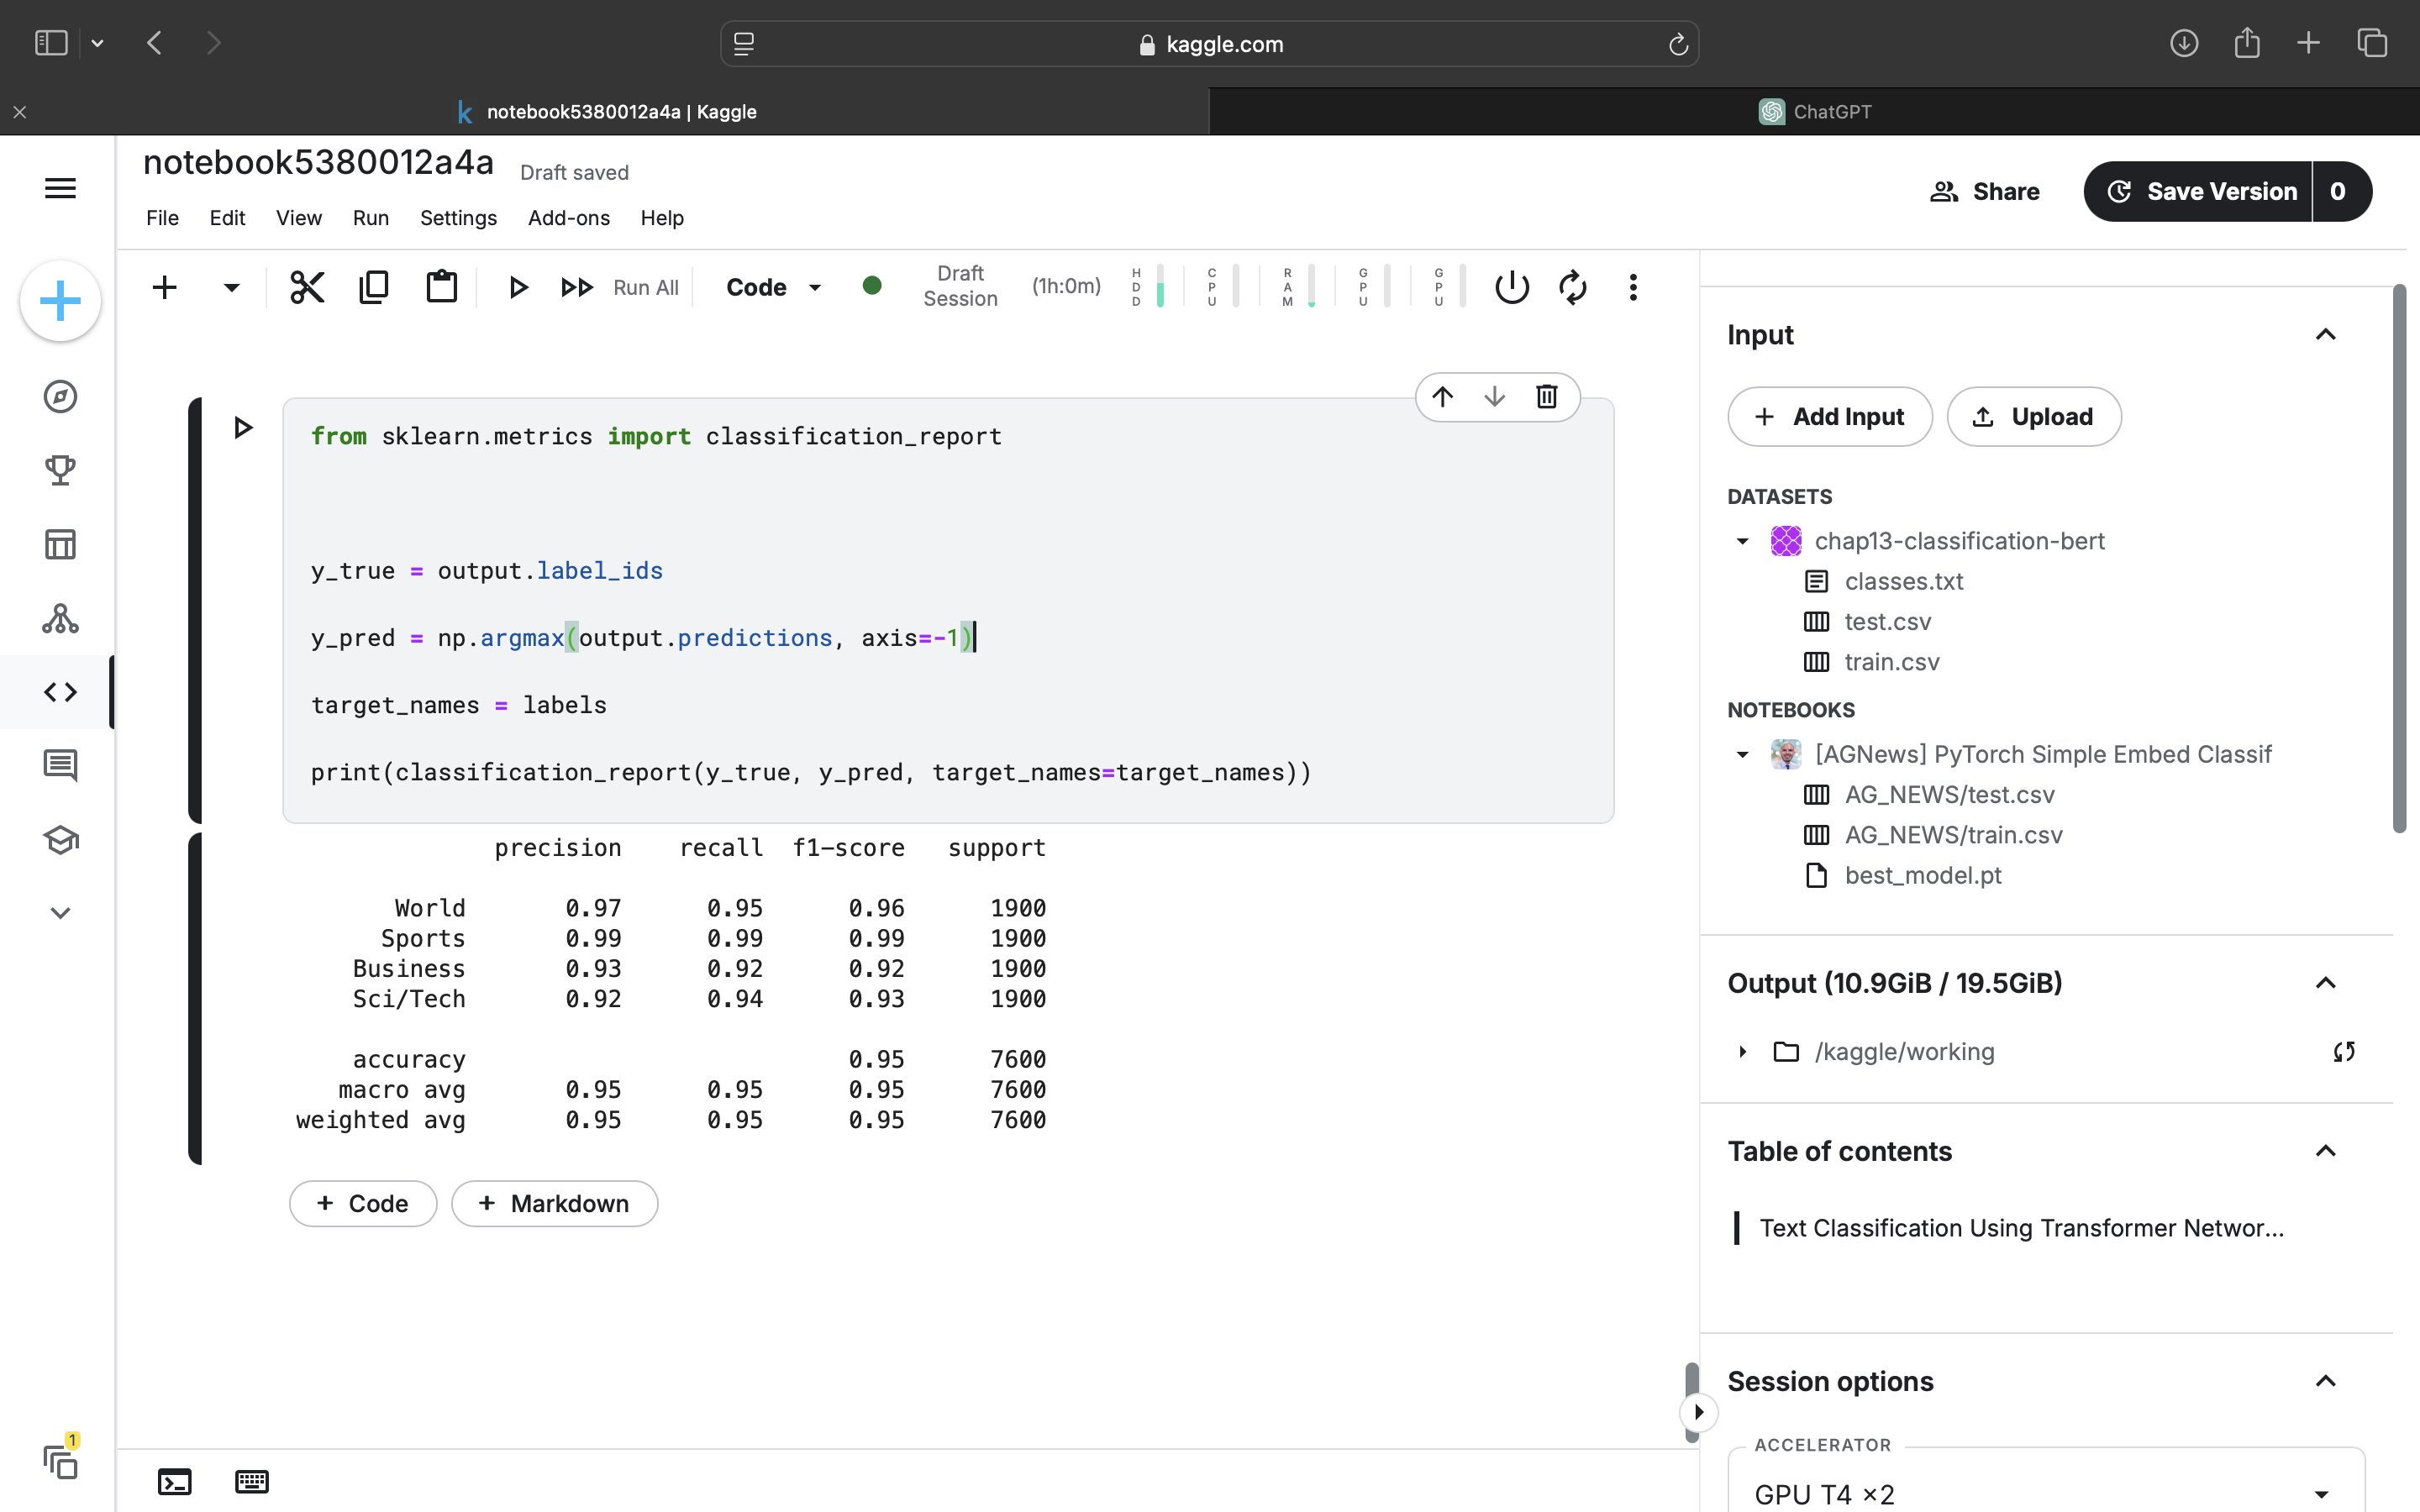 kaggle.com
notebook5380012a4a | Kaggle
ChatGPT
notebook5380012a4a Draft saved
File Edit View Run Settings Add-ons Help
Share
Save Version 0
Run All
Code
Draft
Session
(1h:0m)
HDD
CPU
RAM
GPU
GPU
from sklearn.metrics import classification_report
y_true = output.label_ids
y_pred = np.argmax(output.predictions, axis=-1)
target_names = labels
print(classification_report(y_true, y_pred, target_names=target_names))
precision recall f1-score support
World 0.97 0.95 0.96 1900
Sports 0.99 0.99 0.99 1900
Business 0.93 0.92 0.92 1900
Sci/Tech 0.92 0.94 0.93 1900
accuracy 0.95 7600
macro avg 0.95 0.95 0.95 7600
weighted avg 0.95 0.95 0.95 7600
+ Code
+ Markdown
Input
+ Add Input
Upload
DATASETS
chap13-classification-bert
classes.txt
test.csv
train.csv
NOTEBOOKS
[AGNews] PyTorch Simple Embed Classif
AG_NEWS/test.csv
AG_NEWS/train.csv
best_model.pt
Output (10.9GiB / 19.5GiB)
/kaggle/working
Table of contents
Text Classification Using Transformer Networ...
Session options
ACCELERATOR
GPU T4 ×2
1